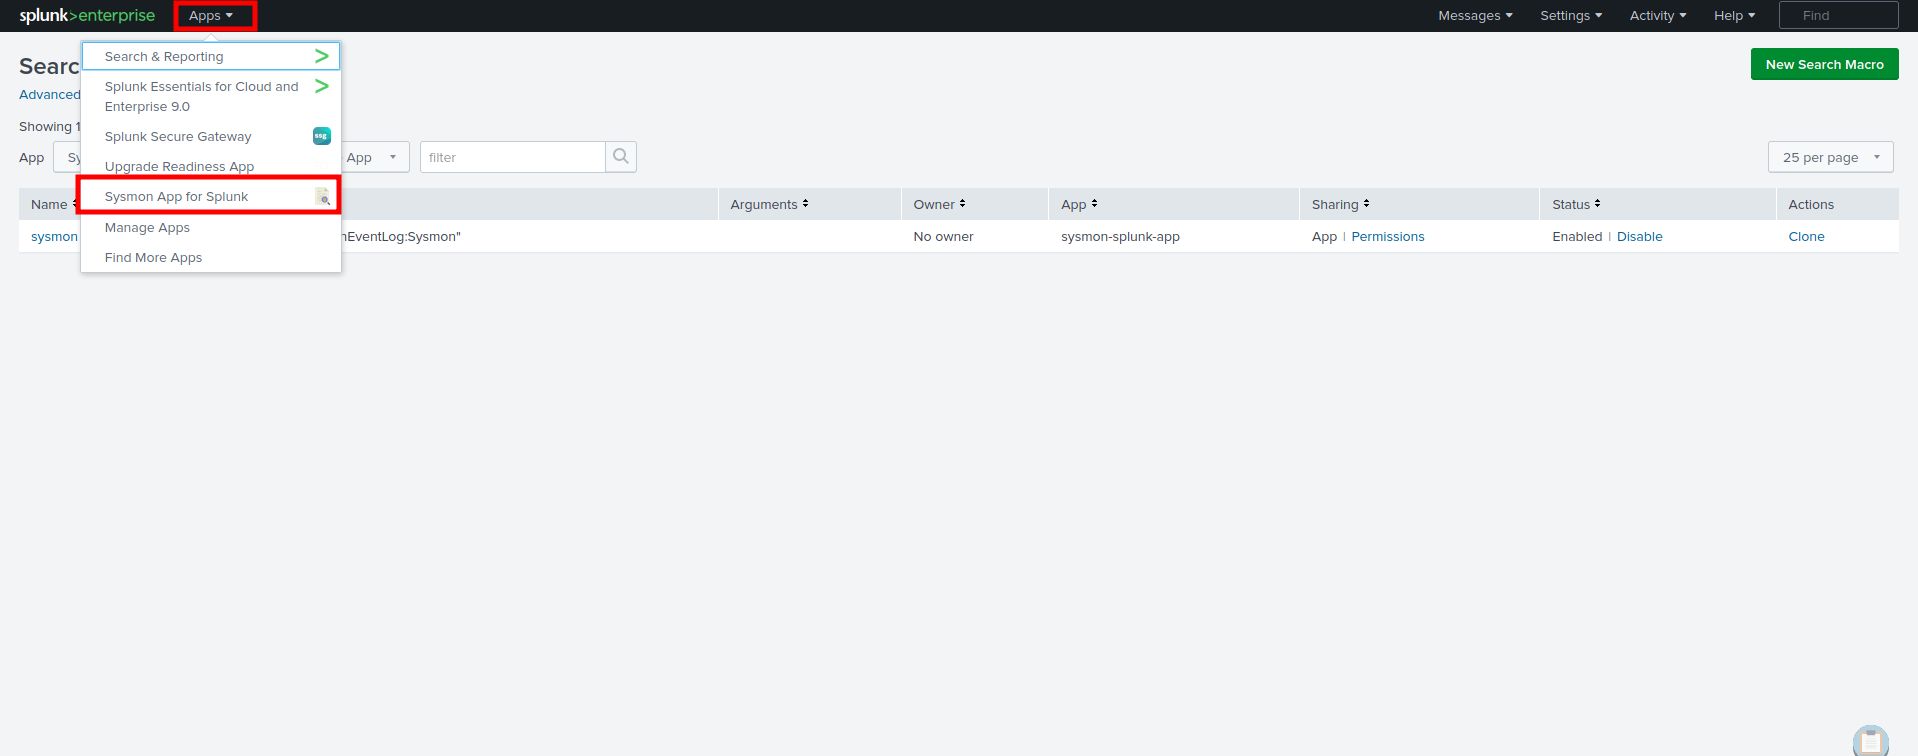 splunk>enterprise Apps Messages Settings Activity Help Find
Search & Reporting
Splunk Essentials for Cloud and
Enterprise 9.0
Splunk Secure Gateway
ssg
Upgrade Readiness App
Sysmon App for Splunk
Manage Apps
Find More Apps
Searc
New Search Macro
Advanced
Showing 1
App Sy App filter 25 per page
Name Arguments Owner App Sharing Status Actions
sysmon nEventLog:Sysmon" No owner sysmon-splunk-app App | Permissions Enabled | Disable Clone